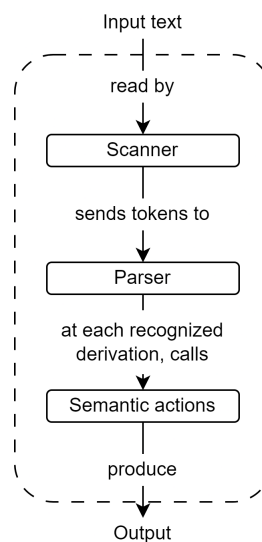 Input text
read by
Scanner
sends tokens to
Parser
at each recognized
derivation, calls
Semantic actions
produce
Output